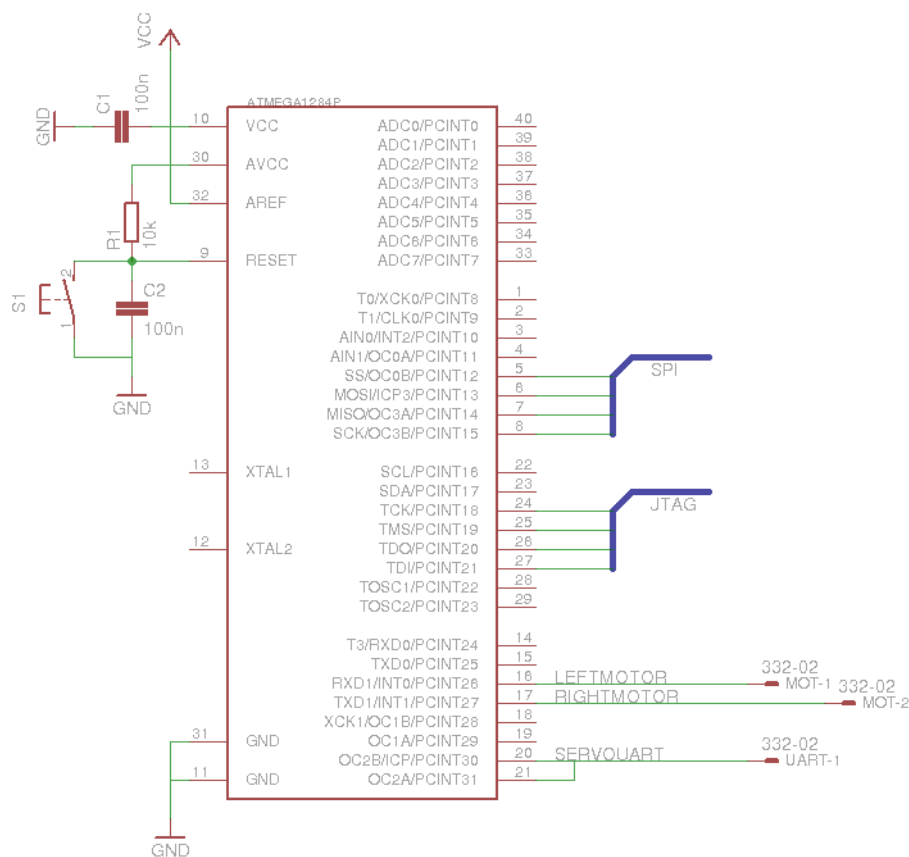 VCC
C1
100n
GND
ATMEGA1284P
10 VCC
30 AVCC
32 AREF
R1
10k
9 RESET
S1
2
1
C2
100n
GND
13 XTAL1
12 XTAL2
31 GND
11 GND
GND
ADC0/PCINT0 40
ADC1/PCINT1 39
ADC2/PCINT2 38
ADC3/PCINT3 37
ADC4/PCINT4 36
ADC5/PCINT5 35
ADC6/PCINT6 34
ADC7/PCINT7 33
T0/XCK0/PCINT8 1
T1/CLK0/PCINT9 2
AIN0/INT2/PCINT10 3
AIN1/OC0A/PCINT11 4
SS/OC0B/PCINT12 5
MOSI/ICP3/PCINT13 6
MISO/OC3A/PCINT14 7
SCK/OC3B/PCINT15 8
SPI
SCL/PCINT16 22
SDA/PCINT17 23
TCK/PCINT18 24
TMS/PCINT19 25
TDO/PCINT20 26
TDI/PCINT21 27
TOSC1/PCINT22 28
TOSC2/PCINT23 29
JTAG
T3/RXD0/PCINT24 14
TXD0/PCINT25 15
RXD1/INT0/PCINT26 16 LEFTMOTOR
332-02
MOT-1
TXD1/INT1/PCINT27 17 RIGHTMOTOR
332-02
MOT-2
XCK1/OC1B/PCINT28 18
OC1A/PCINT29 19
OC2B/ICP/PCINT30 20 SERVOUART
332-02
UART-1
OC2A/PCINT31 21